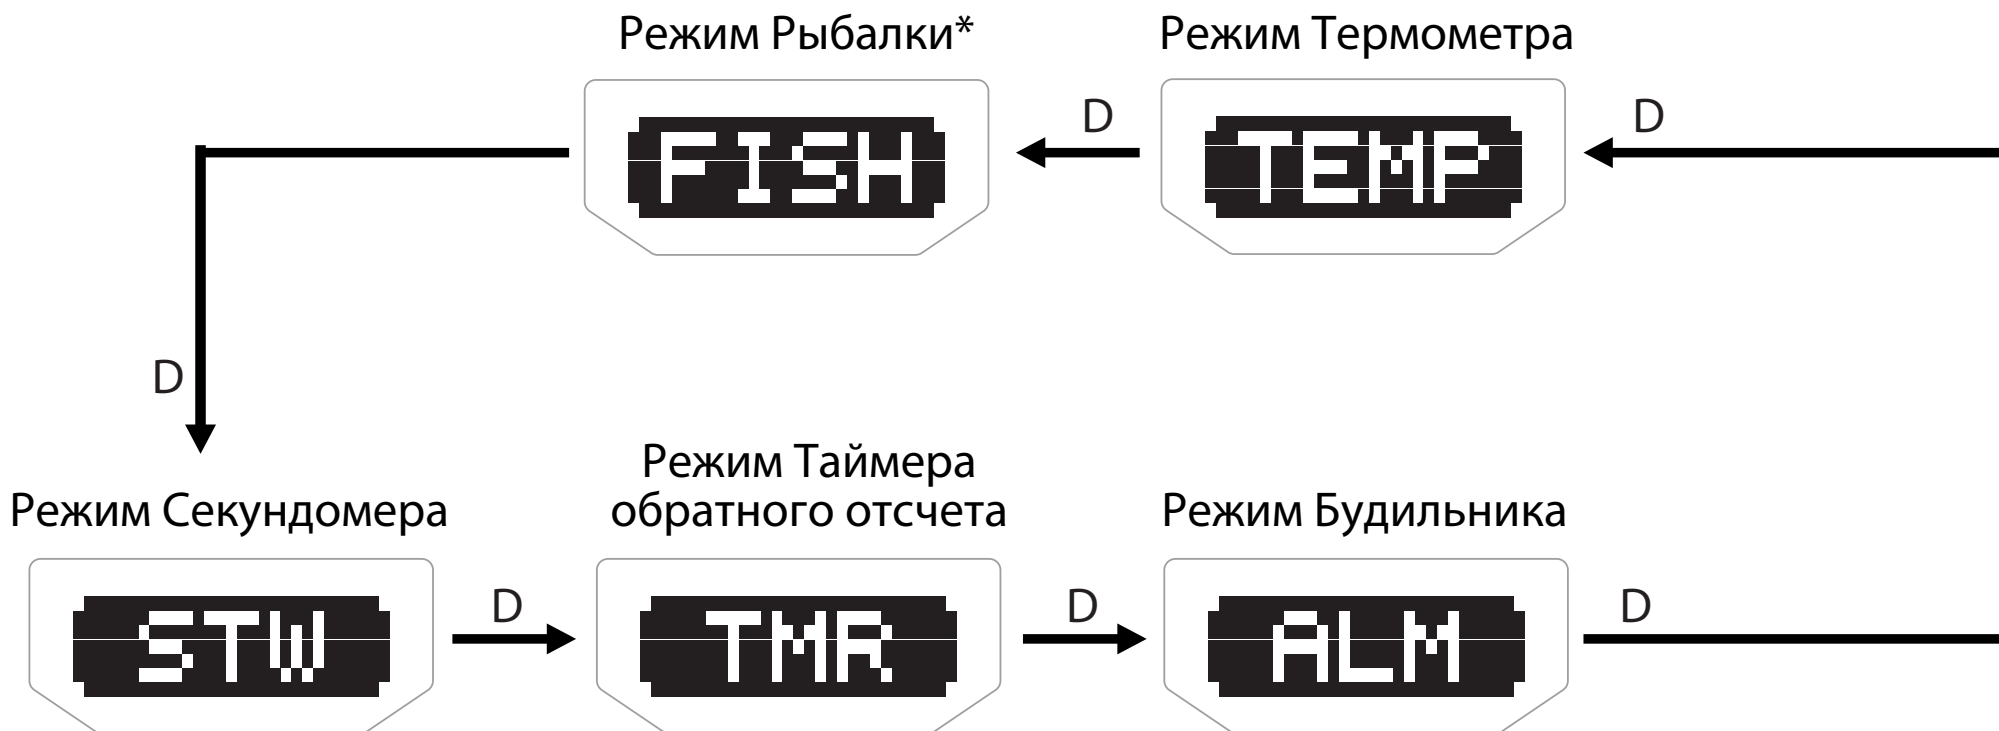 Режим Рыбалки*
Режим Термометра
FISH
D
TEMP
D
D
Режим Секундомера
Режим Таймера
обратного отсчета
Режим Будильника
STW
D
TMR
D
ALM
D